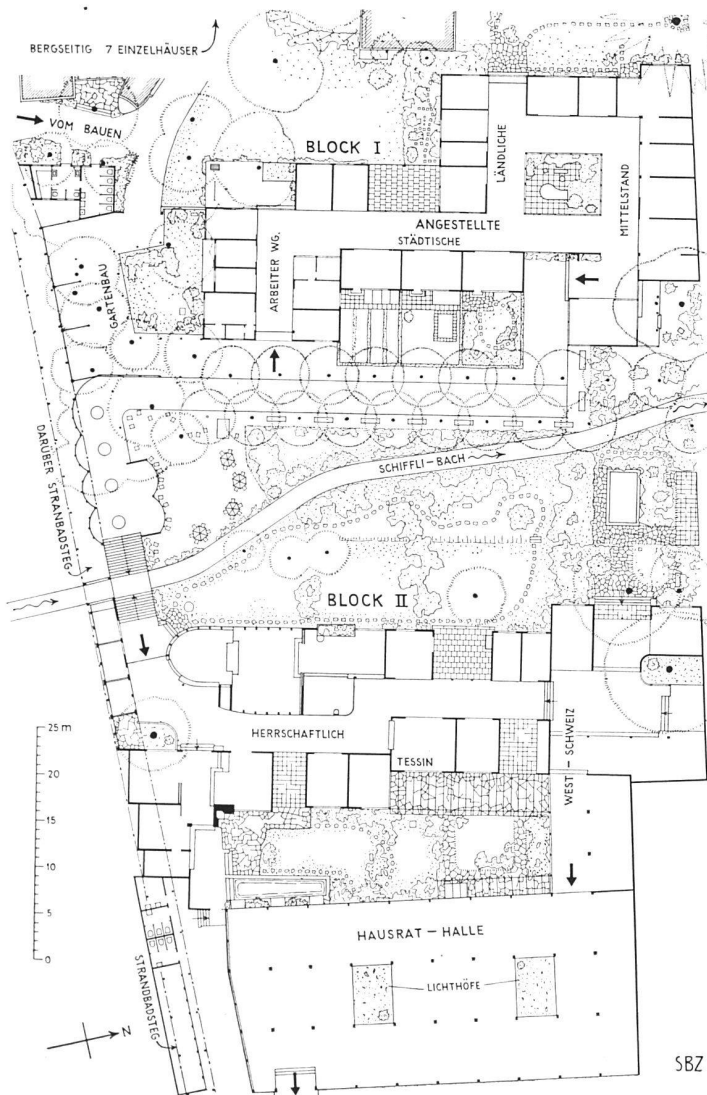 BERGSEITIG 7 EINZELHÄUSER
VOM BAUEN
BLOCK I
LÄNDLICHE
MITTELSTAND
ANGESTELLTE
STÄDTISCHE
ARBEITER WG.
GARTENBAU
DARÜBER STRANBADSTEG
SCHIFFLI-BACH
BLOCK II
25 m
20
15
10
5
0
HERRSCHAFTLICH
TESSIN
WEST-SCHWEIZ
HAUSRAT-HALLE
LICHTHÖFE
STRANDBADSTEG
N
SBZ